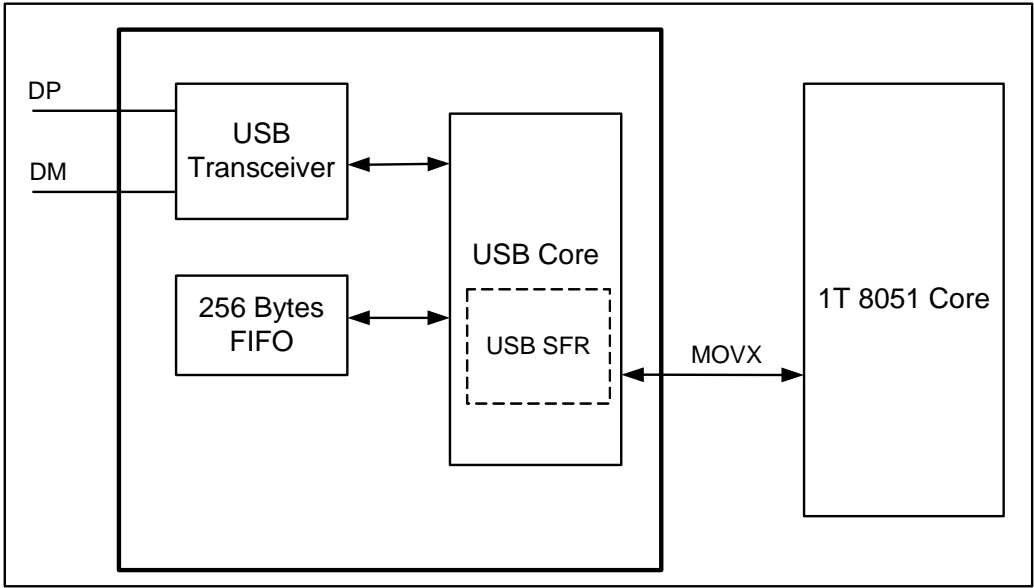 DP
DM
USB
Transceiver
256 Bytes
FIFO
USB Core
USB SFR
MOVX
1T 8051 Core